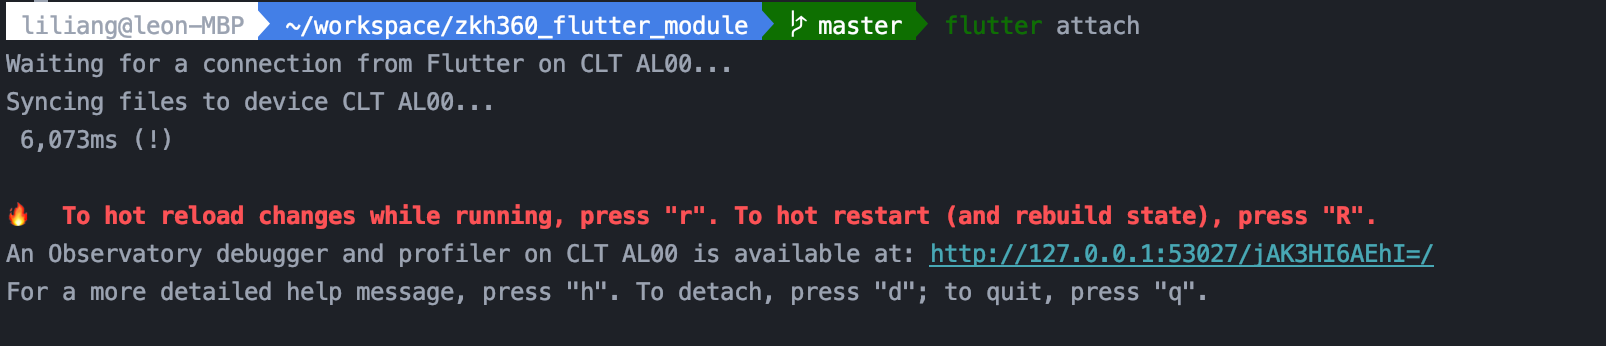 liliang@leon-MBP ~/workspace/zkh360_flutter_module master flutter attach
Waiting for a connection from Flutter on CLT AL00...
Syncing files to device CLT AL00...
6,073ms (!)
🔥 To hot reload changes while running, press "r". To hot restart (and rebuild state), press "R".
An Observatory debugger and profiler on CLT AL00 is available at: http://127.0.0.1:53027/jAK3HI6AEhI=/
For a more detailed help message, press "h". To detach, press "d"; to quit, press "q".